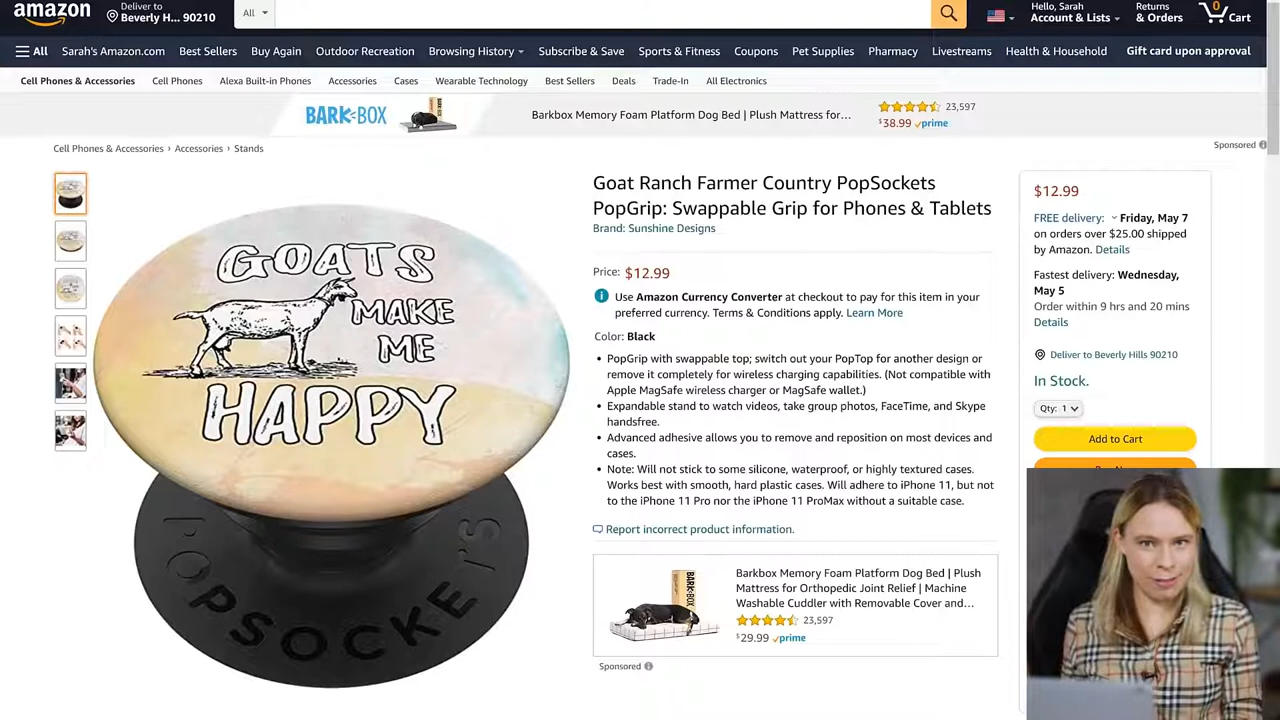 amazon
Deliver to
Beverly H... 90210
All
Hello, Sarah
Account & Lists
Returns
& Orders
0
Cart
All
Sarah's Amazon.com
Best Sellers
Buy Again
Outdoor Recreation
Browsing History
Subscribe & Save
Sports & Fitness
Coupons
Pet Supplies
Pharmacy
Livestreams
Health & Household
Gift card upon approval
Cell Phones & Accessories
Cell Phones
Alexa Built-in Phones
Accessories
Cases
Wearable Technology
Best Sellers
Deals
Trade-In
All Electronics
BARK BOX
Barkbox Memory Foam Platform Dog Bed | Plush Mattress for...
23,597
$38.99 prime
Sponsored
Cell Phones & Accessories › Accessories › Stands
GOATS
MAKE
ME
HAPPY
POPSOCKETS
Goat Ranch Farmer Country PopSockets
PopGrip: Swappable Grip for Phones & Tablets
Brand: Sunshine Designs
Price: $12.99
Use Amazon Currency Converter at checkout to pay for this item in your
preferred currency. Terms & Conditions apply. Learn More
Color: Black
• PopGrip with swappable top; switch out your PopTop for another design or
remove it completely for wireless charging capabilities. (Not compatible with
Apple MagSafe wireless charger or MagSafe wallet.)
• Expandable stand to watch videos, take group photos, FaceTime, and Skype
handsfree.
• Advanced adhesive allows you to remove and reposition on most devices and
cases.
• Note: Will not stick to some silicone, waterproof, or highly textured cases.
Works best with smooth, hard plastic cases. Will adhere to iPhone 11, but not
to the iPhone 11 Pro nor the iPhone 11 ProMax without a suitable case.
Report incorrect product information.
BARK BOX
Barkbox Memory Foam Platform Dog Bed | Plush
Mattress for Orthopedic Joint Relief | Machine
Washable Cuddler with Removable Cover and...
23,597
$29.99 prime
Sponsored
$12.99
FREE delivery: Friday, May 7
on orders over $25.00 shipped
by Amazon. Details
Fastest delivery: Wednesday,
May 5
Order within 9 hrs and 20 mins
Details
Deliver to Beverly Hills 90210
In Stock.
Qty: 1
Add to Cart